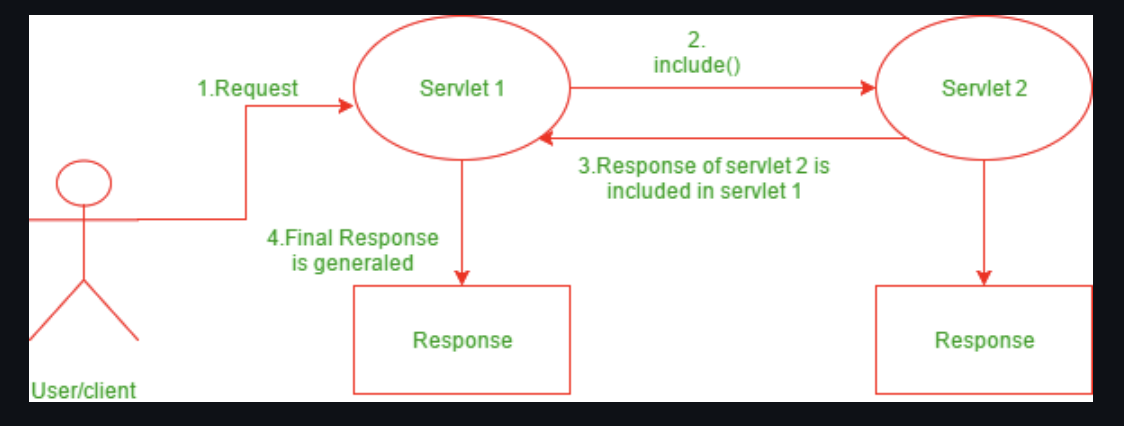 1.Request
Servlet 1
2.
include()
Servlet 2
3.Response of servlet 2 is
included in servlet 1
4.Final Response
is generaled
Response
Response
User/client